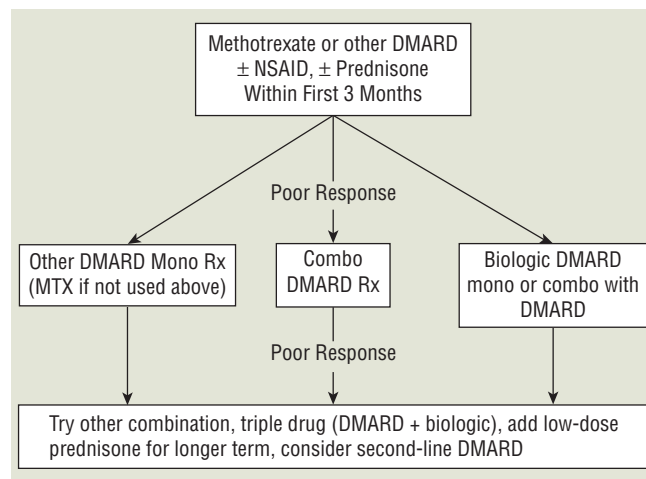 Methotrexate or other DMARD
± NSAID, ± Prednisone
Within First 3 Months
Poor Response
Other DMARD Mono Rx
(MTX if not used above)
Combo
DMARD Rx
Biologic DMARD
mono or combo with
DMARD
Poor Response
Try other combination, triple drug (DMARD + biologic), add low-dose
prednisone for longer term, consider second-line DMARD